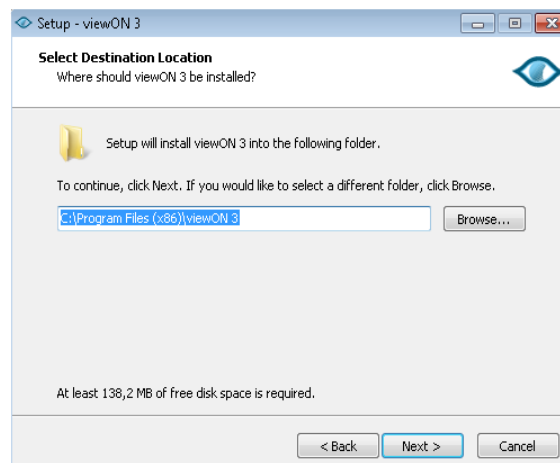 Setup - viewON 3
Select Destination Location
Where should viewON 3 be installed?
Setup will install viewON 3 into the following folder.
To continue, click Next. If you would like to select a different folder, click Browse.
C:\Program Files (x86)\viewON 3
Browse...
At least 138,2 MB of free disk space is required.
< Back Next > Cancel